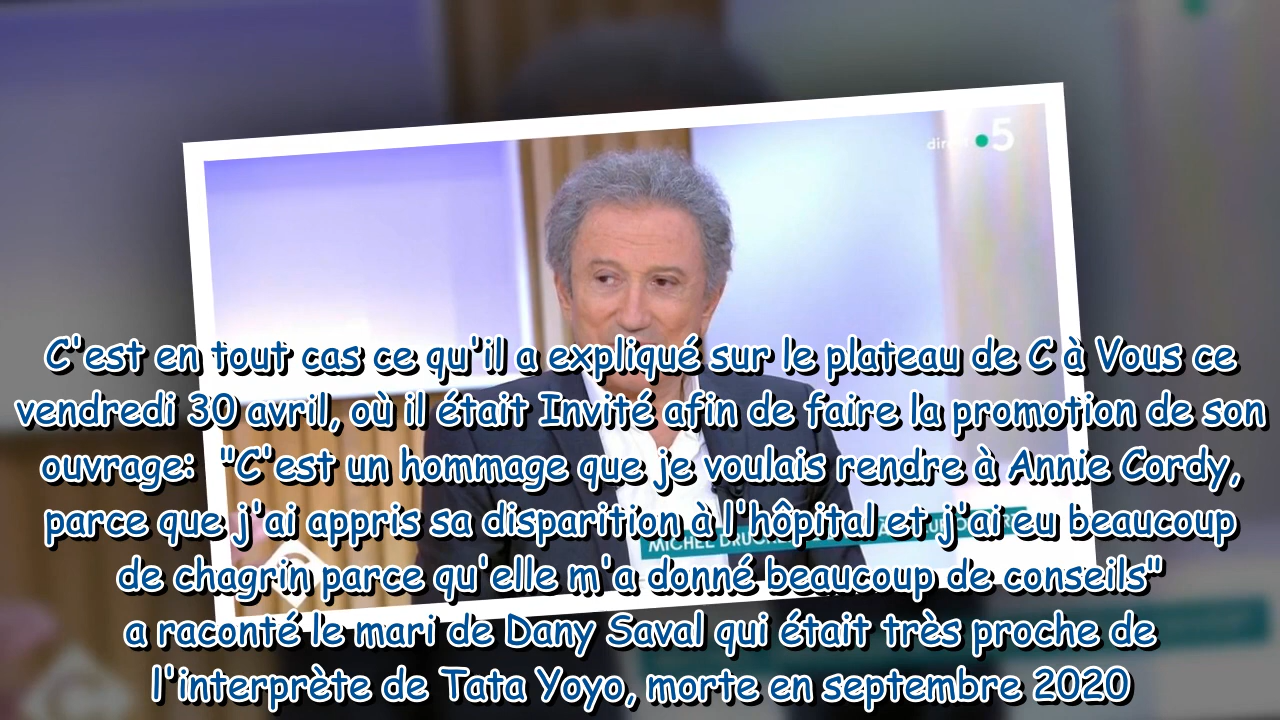 direct 5
C'est en tout cas ce qu'il a expliqué sur le plateau de C à Vous ce
vendredi 30 avril, où il était Invité afin de faire la promotion de son
ouvrage: "C'est un hommage que je voulais rendre à Annie Cordy,
parce que j'ai appris sa disparition à l'hôpital et j'ai eu beaucoup
MICHEL
de chagrin parce qu'elle m'a donné beaucoup de conseils"
a raconté le mari de Dany Saval qui était très proche de
l'interprète de Tata Yoyo, morte en septembre 2020